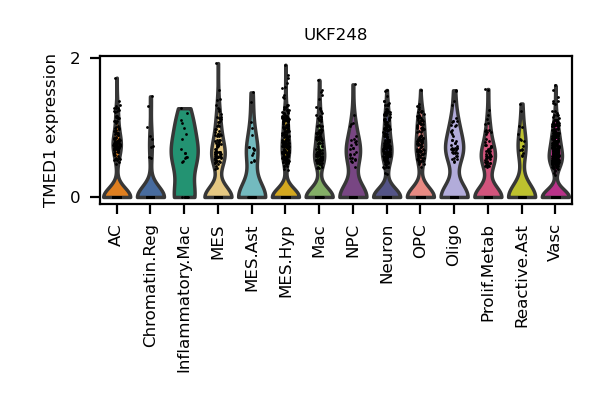 UKF248
TMED1 expression
2
0
AC
Chromatin.Reg
Inflammatory.Mac
MES
MES.Ast
MES.Hyp
Mac
NPC
Neuron
OPC
Oligo
Prolif.Metab
Reactive.Ast
Vasc